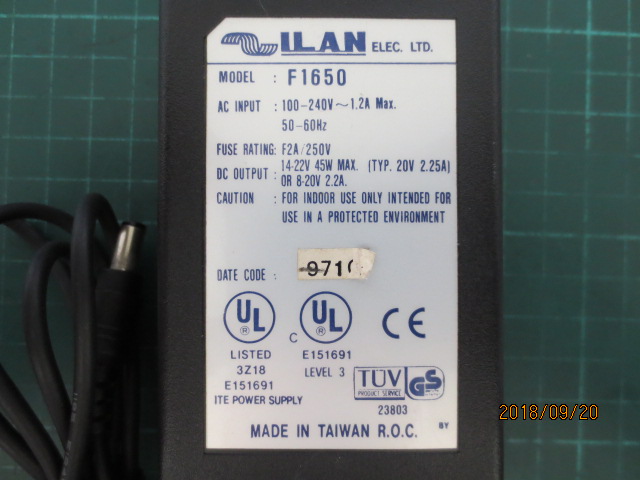 ILAN ELEC. LTD.
MODEL : F1650
AC INPUT : 100-240V~1.2A Max.
50-60Hz
FUSE RATING: F2A/250V
DC OUTPUT : 14-22V 45W MAX. (TYP. 20V 2.25A)
OR 8-20V 2.2A.
CAUTION : FOR INDOOR USE ONLY INTENDED FOR
USE IN A PROTECTED ENVIRONMENT
DATE CODE :
UL ® C UL ® CE
LISTED E151691
3Z18 LEVEL 3
E151691
ITE POWER SUPPLY
TÜV GS
PRODUCT SERVICE
23803
MADE IN TAIWAN R.O.C. BY
2018/09/20